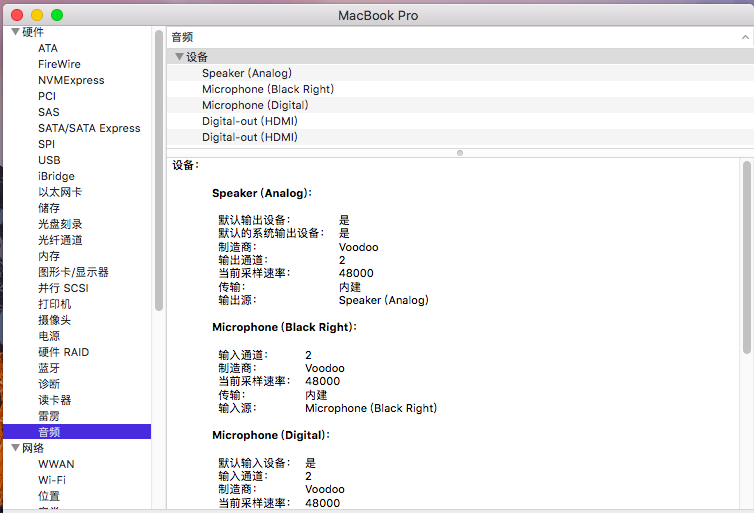 MacBook Pro
硬件
ATA
FireWire
NVMExpress
PCI
SAS
SATA/SATA Express
SPI
USB
iBridge
以太网卡
储存
光盘刻录
光纤通道
内存
图形卡/显示器
并行 SCSI
打印机
摄像头
电源
硬件 RAID
蓝牙
诊断
读卡器
雷雳
音频
网络
WWAN
Wi-Fi
位置
音频
设备
Speaker (Analog)
Microphone (Black Right)
Microphone (Digital)
Digital-out (HDMI)
Digital-out (HDMI)
设备：
Speaker (Analog):
默认输出设备： 是
默认的系统输出设备： 是
制造商： Voodoo
输出通道： 2
当前采样速率： 48000
传输： 内建
输出源： Speaker (Analog)
Microphone (Black Right):
输入通道： 2
制造商： Voodoo
当前采样速率： 48000
传输： 内建
输入源： Microphone (Black Right)
Microphone (Digital):
默认输入设备： 是
输入通道： 2
制造商： Voodoo
当前采样速率： 48000